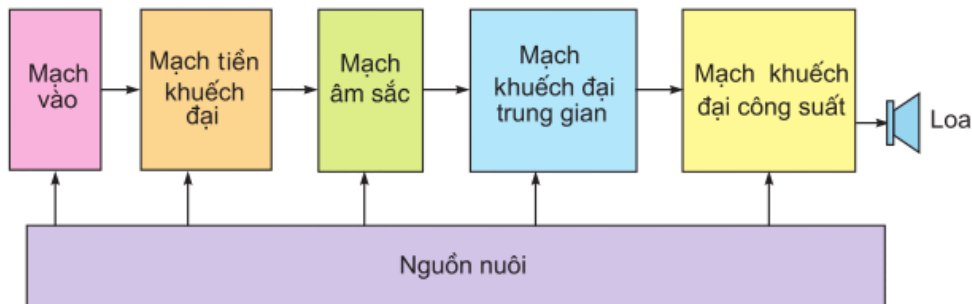 Mạch
vào
Mạch tiền
khuếch
đại
Mạch
âm sắc
Mạch
khuếch đại
trung gian
Mạch khuếch
đại công suất
Loa
Nguồn nuôi